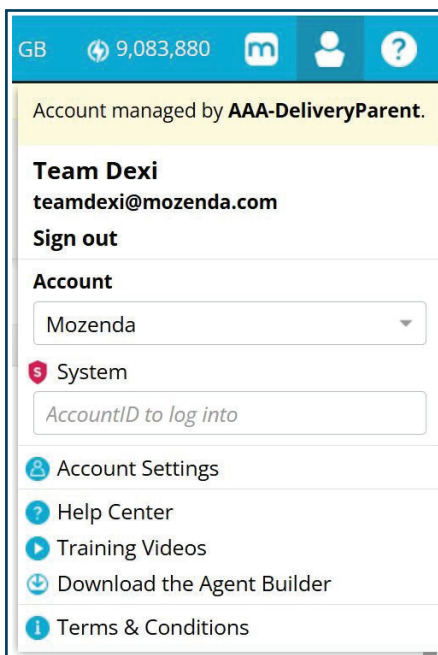 GB 9,083,880 m ?
Account managed by AAA-DeliveryParent.
Team Dexi
teamdexi@mozenda.com
Sign out
Account
Mozenda
S System
AccountID to log into
Account Settings
? Help Center
Training Videos
Download the Agent Builder
i Terms & Conditions